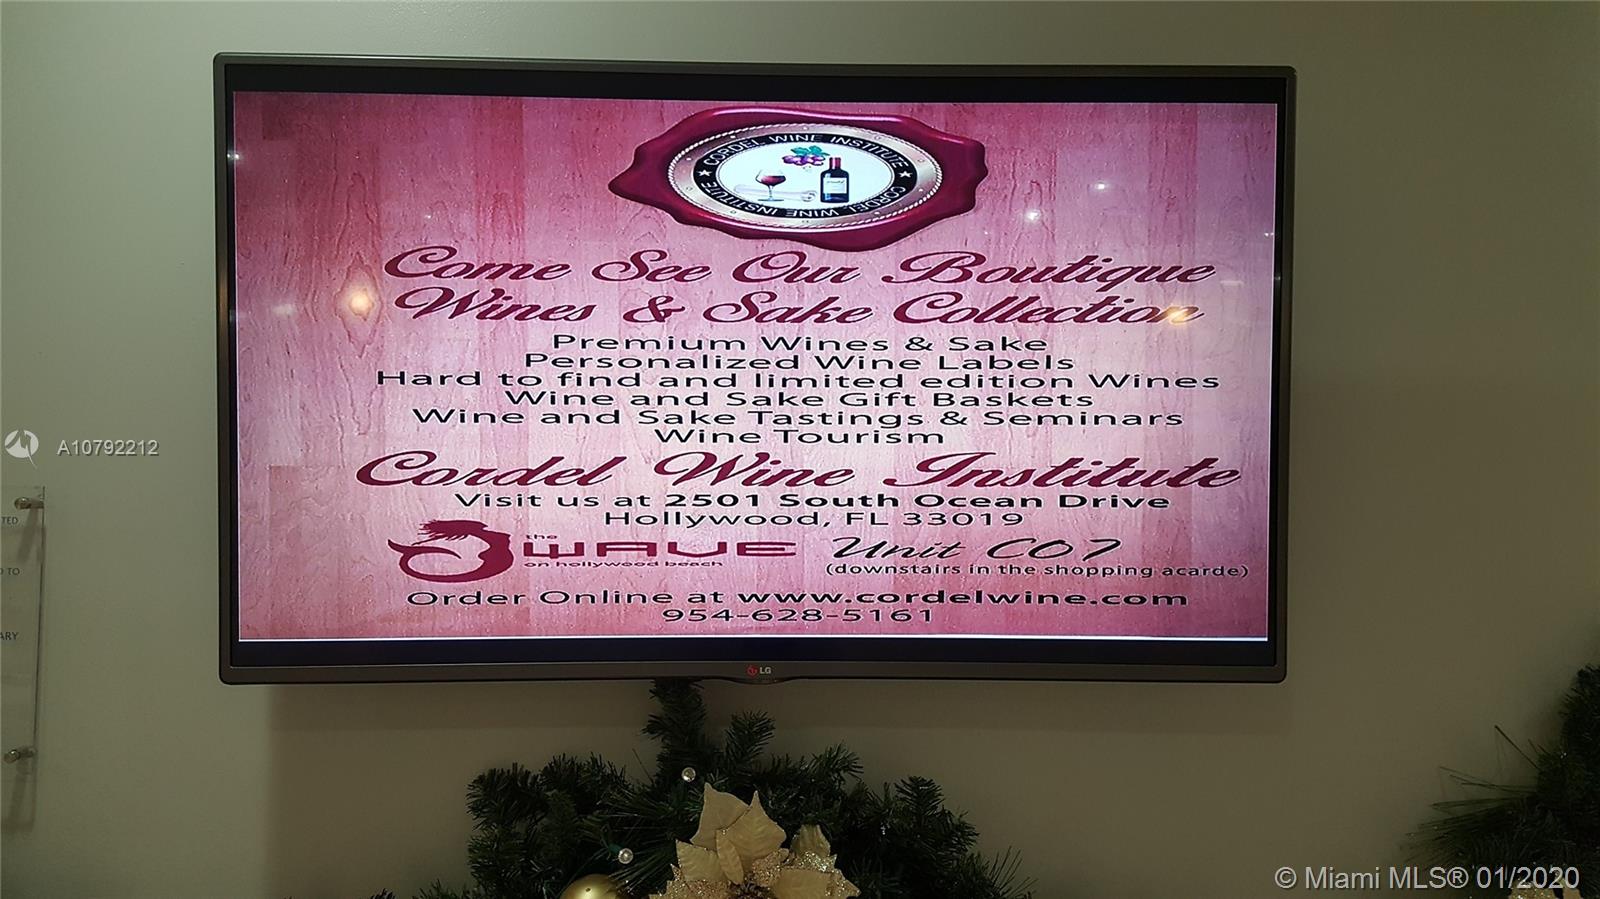 CORDEL WINE INSTITUTE
CORDEL WINE INSTITUTE
Come See Our Boutique
Wines & Sake Collection
Premium Wines & Sake
Personalized Wine Labels
Hard to find and limited edition Wines
Wine and Sake Gift Baskets
Wine and Sake Tastings & Seminars
Wine Tourism
Cordel Wine Institute
Visit us at 2501 South Ocean Drive
Hollywood, FL 33019
the
WAVE
on hollywood beach
Unit C07
(downstairs in the shopping acarde)
Order Online at www.cordelwine.com
954-628-5161
LG
A10792212
TO
© Miami MLS® 01/2020